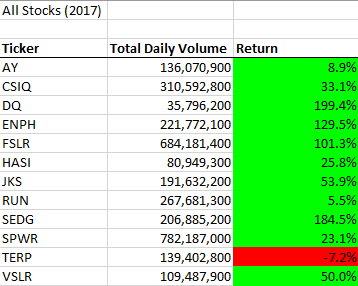 All Stocks (2017)
Ticker Total Daily Volume Return
AY 136,070,900 8.9%
CSIQ 310,592,800 33.1%
DQ 35,796,200 199.4%
ENPH 221,772,100 129.5%
FSLR 684,181,400 101.3%
HASI 80,949,300 25.8%
JKS 191,632,200 53.9%
RUN 267,681,300 5.5%
SEDG 206,885,200 184.5%
SPWR 782,187,000 23.1%
TERP 139,402,800 -7.2%
VSLR 109,487,900 50.0%